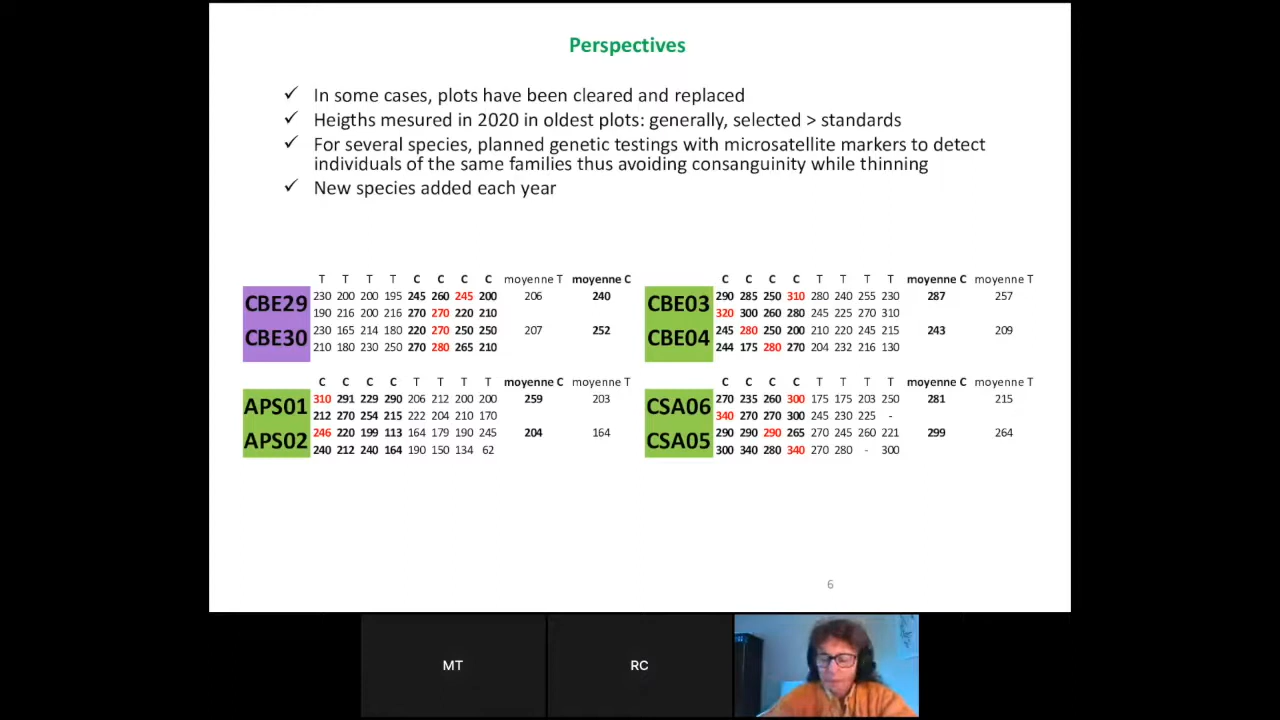 Perspectives
✓ In some cases, plots have been cleared and replaced
✓ Heigths mesured in 2020 in oldest plots: generally, selected > standards
✓ For several species, planned genetic testings with microsatellite markers to detect
individuals of the same families thus avoiding consanguinity while thinning
✓ New species added each year
T T T T C C C C moyenne T moyenne C
CBE29 230 200 200 195 245 260 245 200 206 240
190 216 200 216 270 270 220 210
CBE30 230 165 214 180 220 270 250 250 207 252
210 180 230 250 270 280 265 210
C C C C T T T T moyenne C moyenne T
CBE03 290 285 250 310 280 240 255 230 287 257
320 300 260 280 245 225 270 310
CBE04 245 280 250 200 210 220 245 215 243 209
244 175 280 270 204 232 216 130
C C C C T T T T moyenne C moyenne T
APS01 310 291 229 290 206 212 200 200 259 203
212 270 254 215 222 204 210 170
APS02 246 220 199 113 164 179 190 245 204 164
240 212 240 164 190 150 134 62
C C C C T T T T moyenne C moyenne T
CSA06 270 235 260 300 175 175 203 250 281 215
340 270 270 300 245 230 225 -
CSA05 290 290 290 265 270 245 260 221 299 264
300 340 280 340 270 280 - 300
6
MT
RC